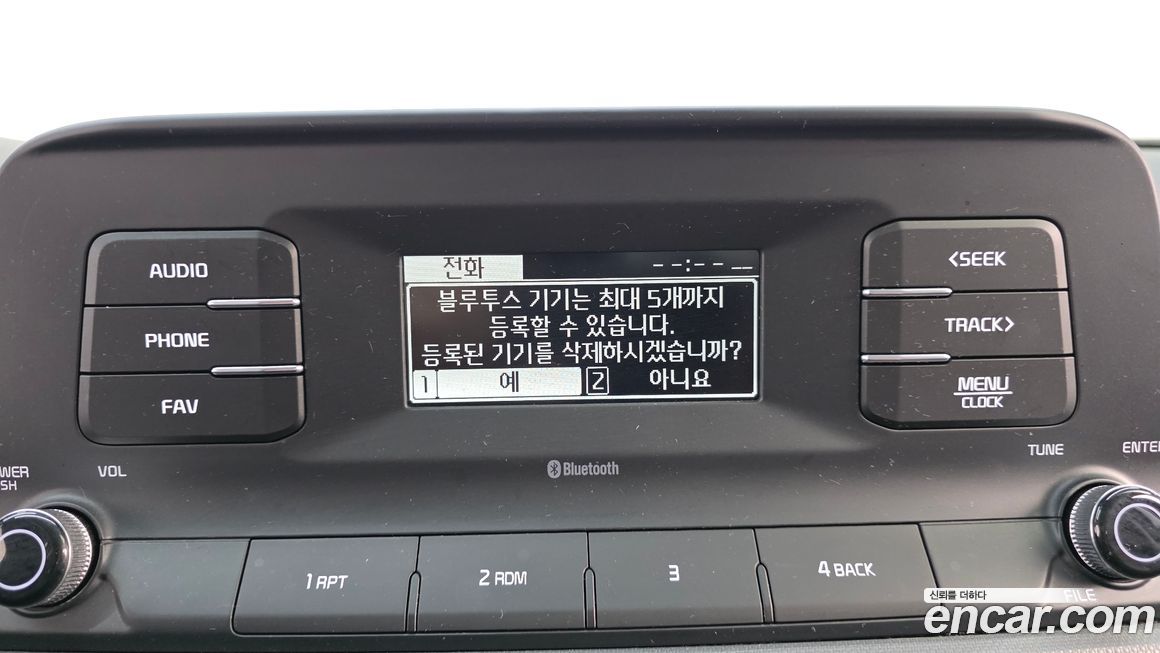 AUDIO
PHONE
FAV
전화 --:-- --
블루투스 기기는 최대 5개까지
등록할 수 있습니다.
등록된 기기를 삭제하시겠습니까?
1 예 2 아니요
<SEEK
TRACK>
MENU
CLOCK
VOL
Bluetooth
TUNE
1 RPT
2 RDM
3
4 BACK
FILE
신뢰를 더하다
encar.com